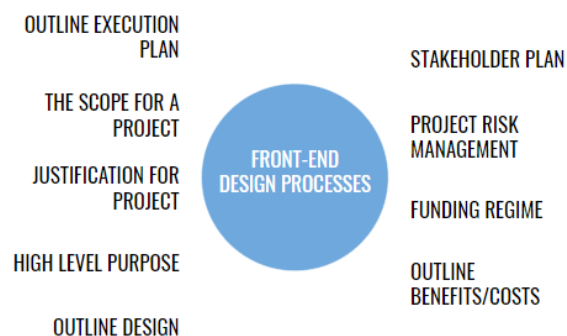 OUTLINE EXECUTION
PLAN
THE SCOPE FOR A
PROJECT
JUSTIFICATION FOR
PROJECT
HIGH LEVEL PURPOSE
OUTLINE DESIGN
FRONT-END
DESIGN PROCESSES
STAKEHOLDER PLAN
PROJECT RISK
MANAGEMENT
FUNDING REGIME
OUTLINE
BENEFITS/COSTS